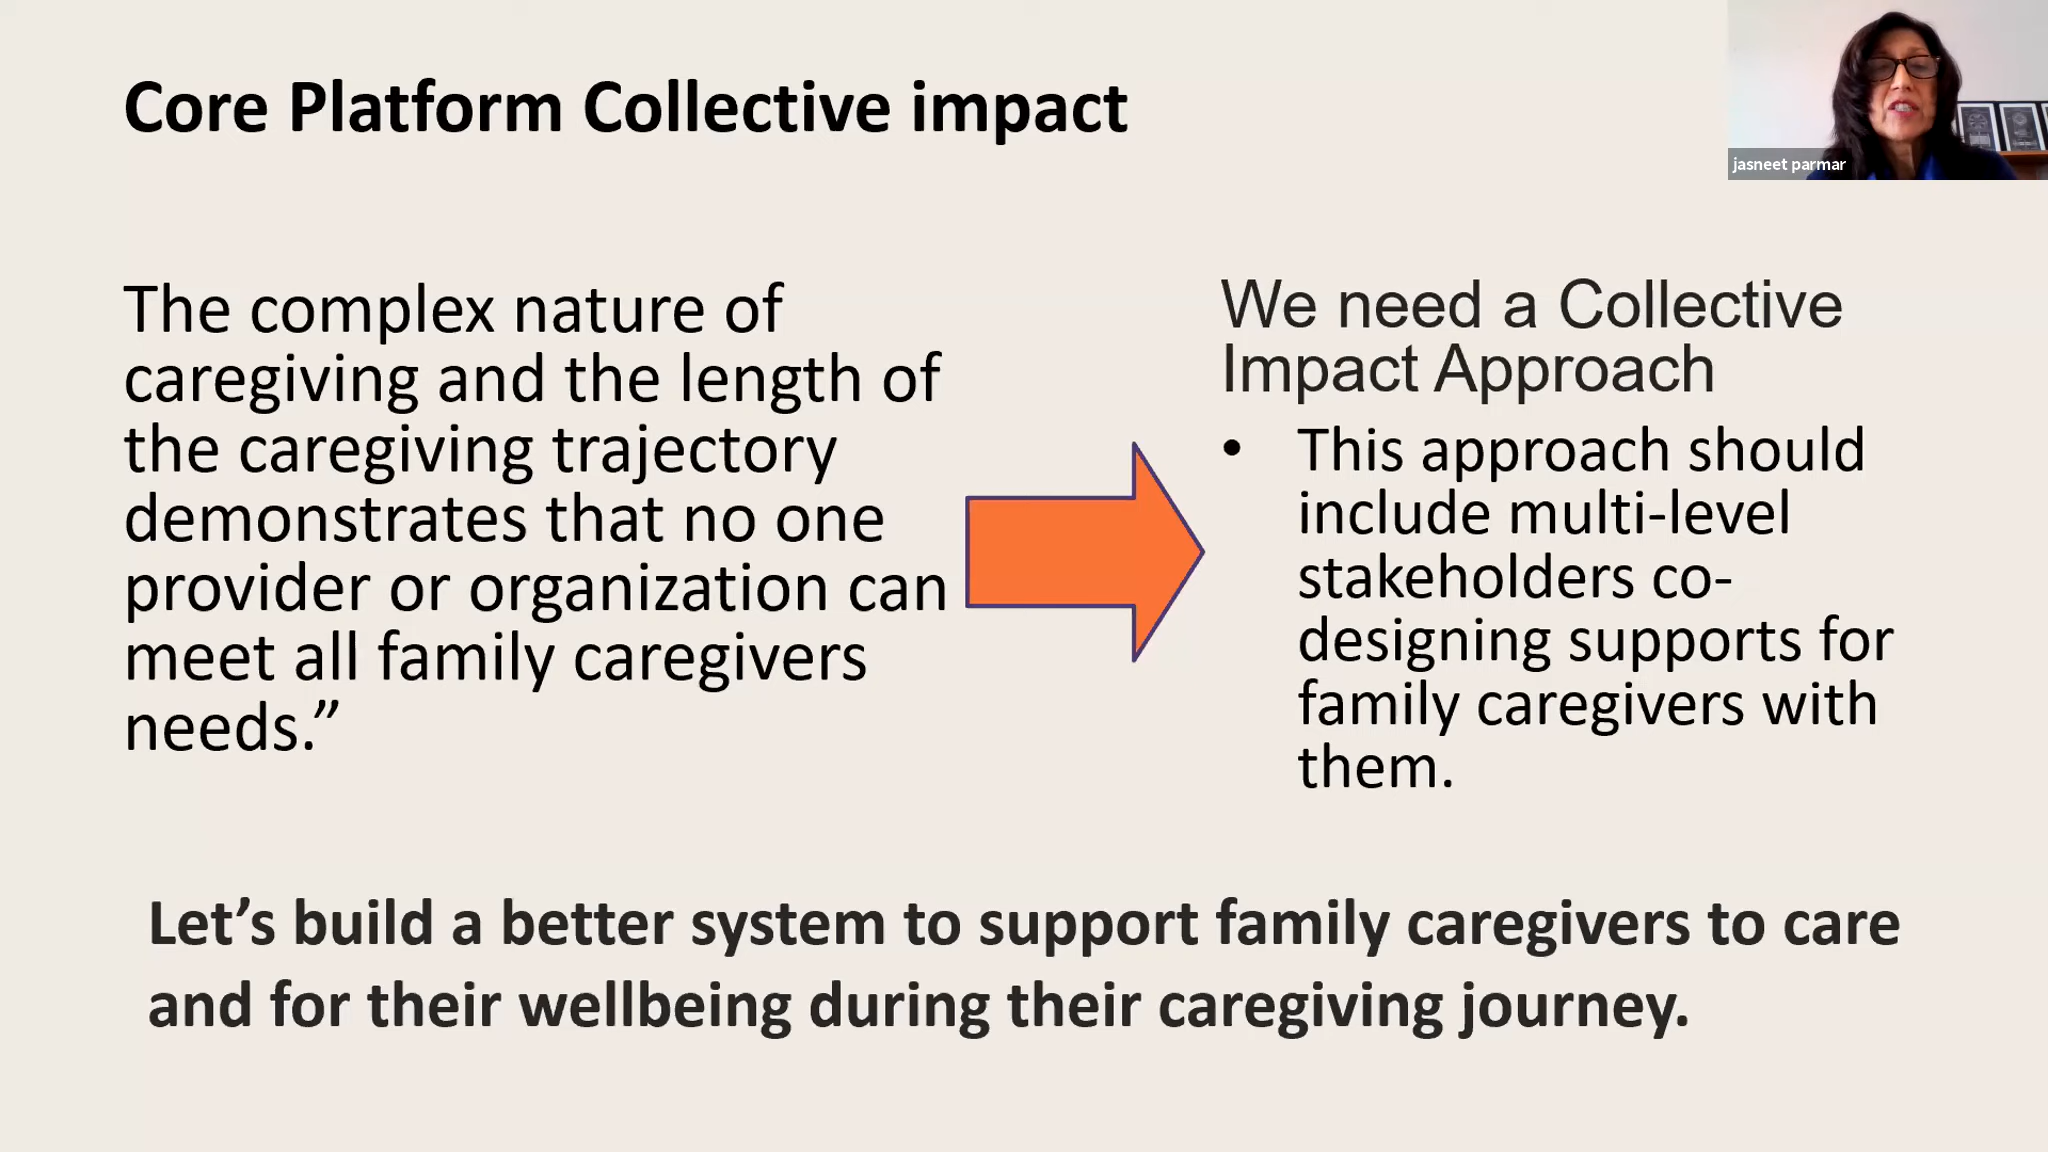 Core Platform Collective impact
jasneet parmar
The complex nature of
caregiving and the length of
the caregiving trajectory
demonstrates that no one
provider or organization can
meet all family caregivers
needs.”
We need a Collective
Impact Approach
• This approach should
include multi-level
stakeholders co-
designing supports for
family caregivers with
them.
Let’s build a better system to support family caregivers to care
and for their wellbeing during their caregiving journey.